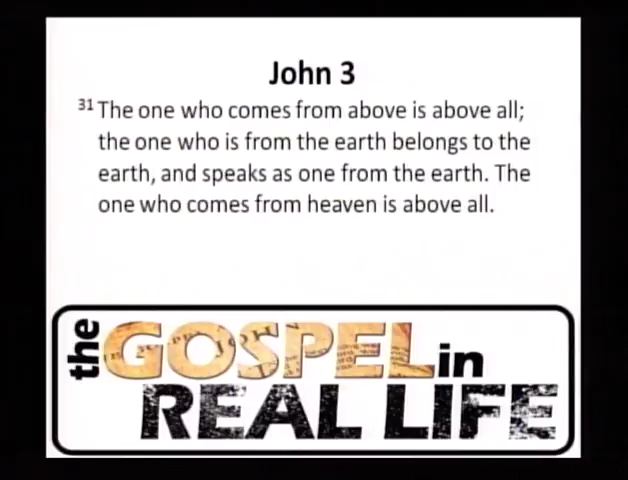 John 3
31 The one who comes from above is above all;
the one who is from the earth belongs to the
earth, and speaks as one from the earth. The
one who comes from heaven is above all.
the GOSPEL in
REAL LIFE